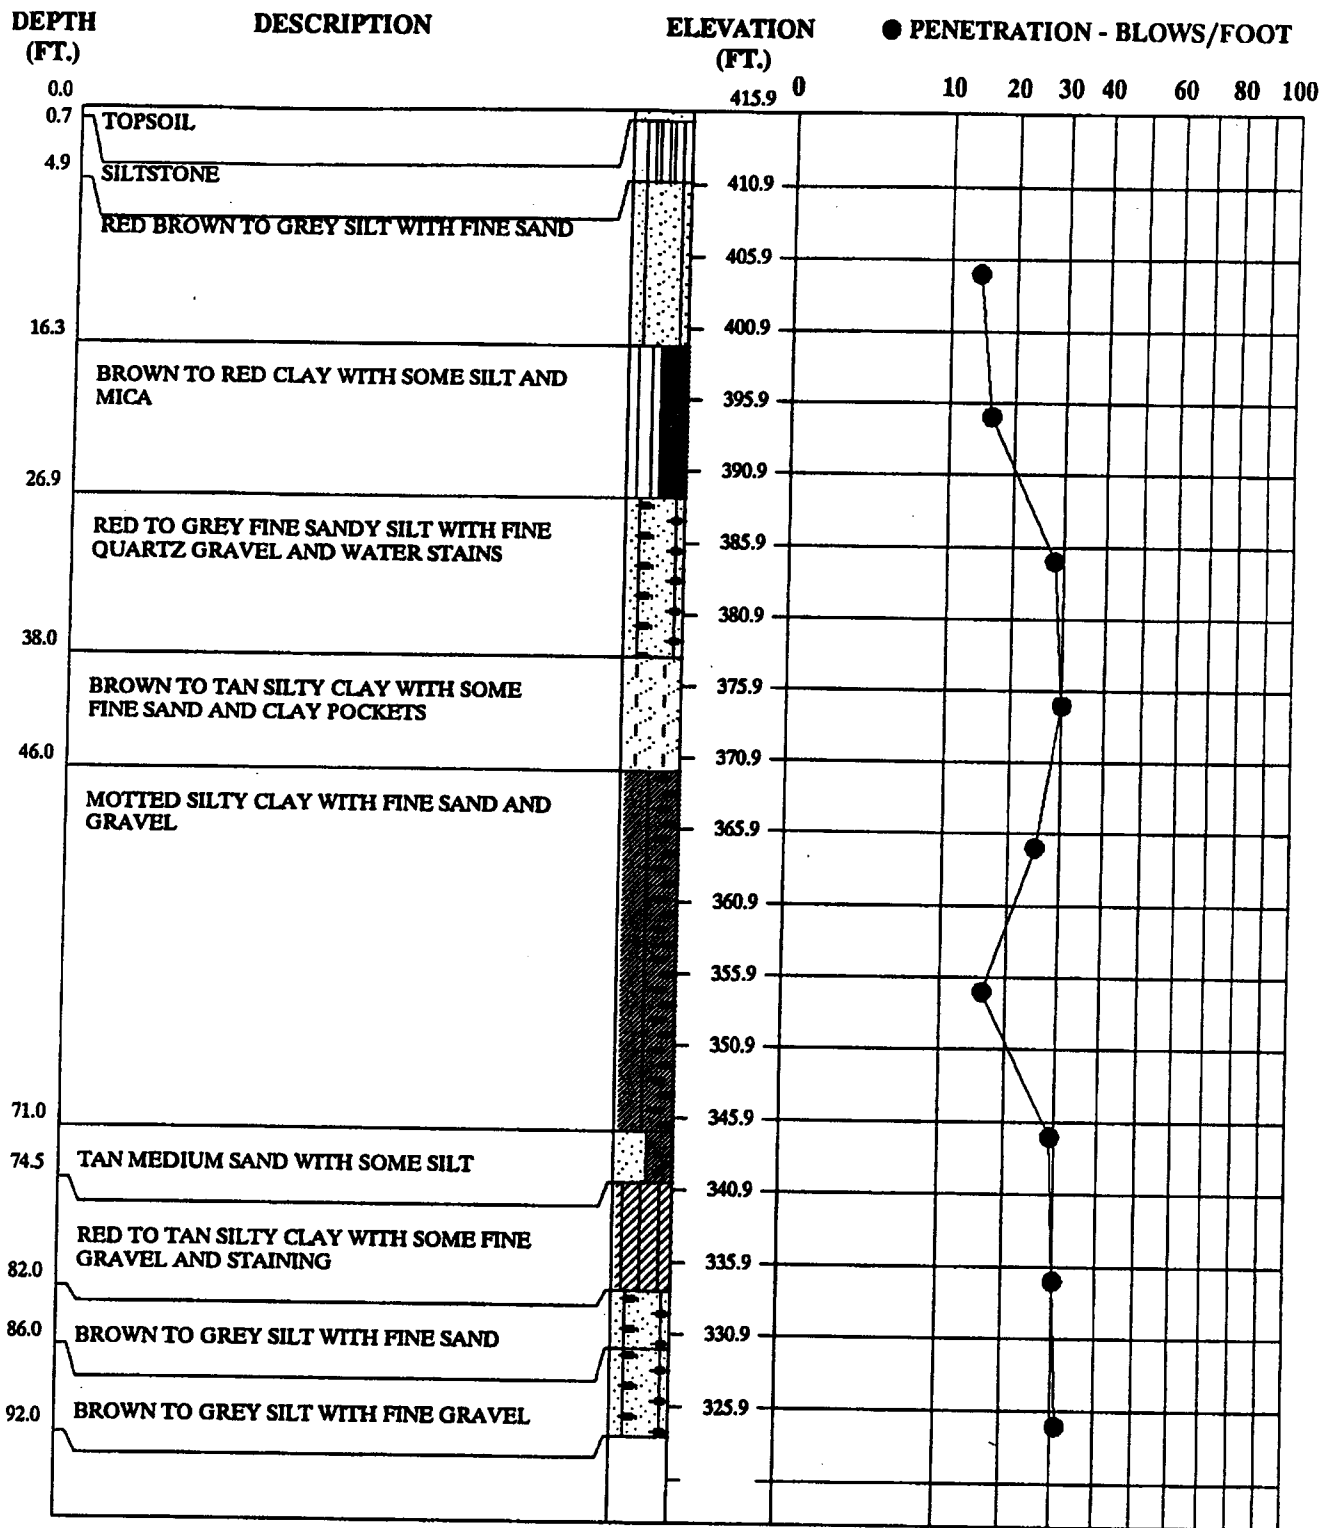 DEPTH DESCRIPTION ELEVATION ● PENETRATION - BLOWS/FOOT
(FT.) (FT.)
0.0 415.9 0 10 20 30 40 60 80 100
0.7 TOPSOIL
4.9 SILTSTONE
410.9
RED BROWN TO GREY SILT WITH FINE SAND
405.9
16.3 400.9
BROWN TO RED CLAY WITH SOME SILT AND
MICA 395.9
26.9 390.9
RED TO GREY FINE SANDY SILT WITH FINE
QUARTZ GRAVEL AND WATER STAINS 385.9
380.9
38.0
BROWN TO TAN SILTY CLAY WITH SOME 375.9
FINE SAND AND CLAY POCKETS
46.0 370.9
MOTTED SILTY CLAY WITH FINE SAND AND
GRAVEL 365.9
360.9
355.9
350.9
71.0 345.9
74.5 TAN MEDIUM SAND WITH SOME SILT
340.9
RED TO TAN SILTY CLAY WITH SOME FINE
GRAVEL AND STAINING 335.9
82.0
86.0 BROWN TO GREY SILT WITH FINE SAND 330.9
92.0 BROWN TO GREY SILT WITH FINE GRAVEL 325.9